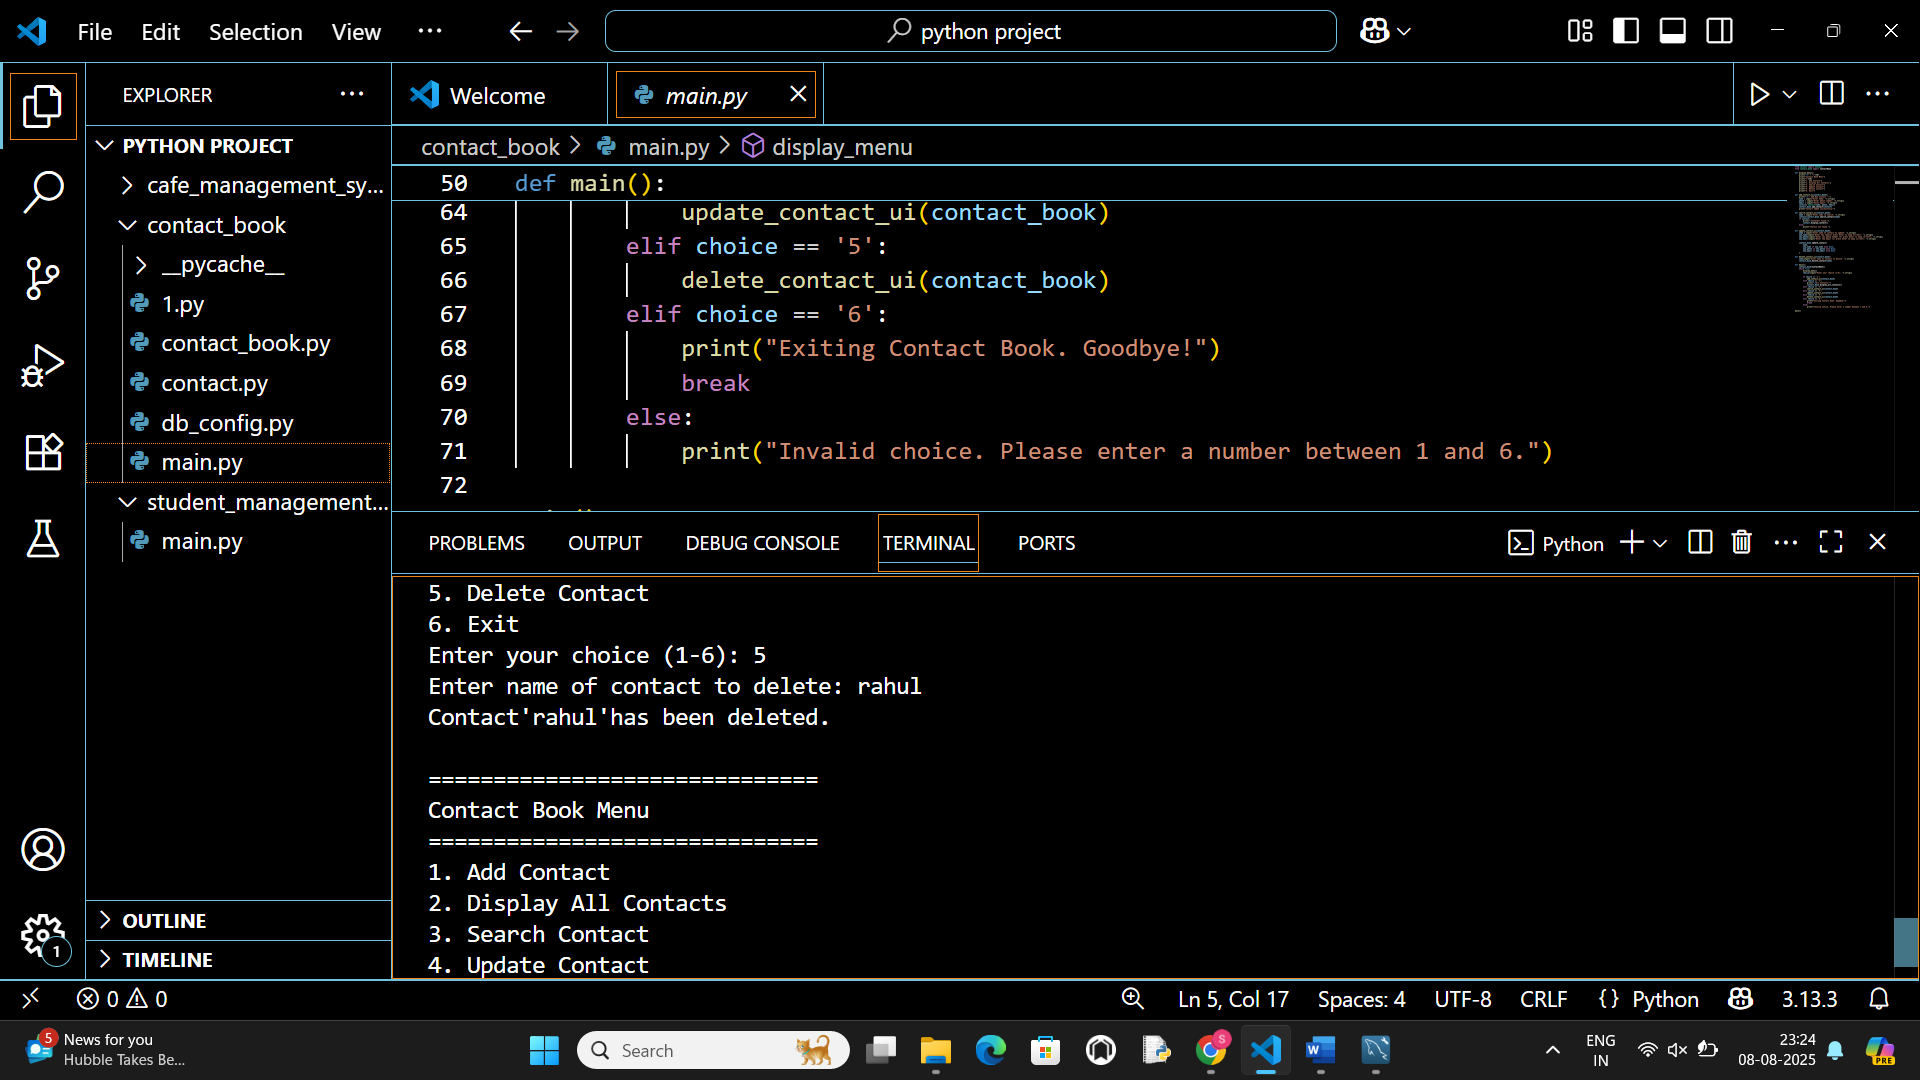 File Edit Selection View ... python project
EXPLORER ...
Welcome main.py
PYTHON PROJECT
cafe_management_sy...
contact_book
__pycache__
1.py
contact_book.py
contact.py
db_config.py
main.py
student_management...
main.py
OUTLINE
TIMELINE
1
contact_book > main.py > display_menu
50 def main():
64 update_contact_ui(contact_book)
65 elif choice == '5':
66 delete_contact_ui(contact_book)
67 elif choice == '6':
68 print("Exiting Contact Book. Goodbye!")
69 break
70 else:
71 print("Invalid choice. Please enter a number between 1 and 6.")
72
PROBLEMS OUTPUT DEBUG CONSOLE TERMINAL PORTS Python
5. Delete Contact
6. Exit
Enter your choice (1-6): 5
Enter name of contact to delete: rahul
Contact'rahul'has been deleted.
==============================
Contact Book Menu
==============================
1. Add Contact
2. Display All Contacts
3. Search Contact
4. Update Contact
0 0 Ln 5, Col 17 Spaces: 4 UTF-8 CRLF {} Python 3.13.3
5 News for you
Hubble Takes Be...
Search
S
W
ENG
IN
23:24
08-08-2025
PRE